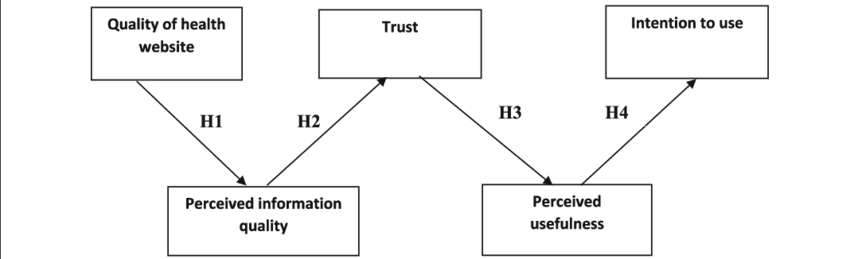 Quality of health
website
Trust
Intention to use
H1
H2
H3
H4
Perceived information
quality
Perceived
usefulness